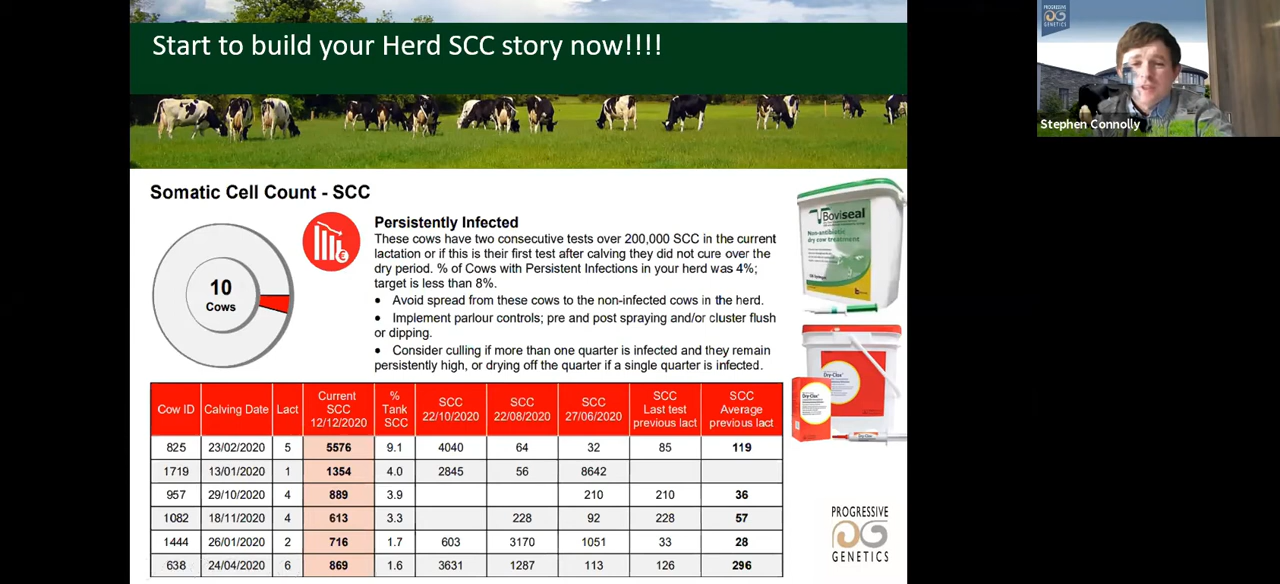 Start to build your Herd SCC story now!!!!
PROGRESSIVE
GENETICS
Stephen Connolly
Somatic Cell Count - SCC
10
Cows
Persistently Infected
These cows have two consecutive tests over 200,000 SCC in the current
lactation or if this is their first test after calving they did not cure over the
dry period. % of Cows with Persistent Infections in your herd was 4%;
target is less than 8%.
• Avoid spread from these cows to the non-infected cows in the herd.
• Implement parlour controls; pre and post spraying and/or cluster flush
or dipping.
• Consider culling if more than one quarter is infected and they remain
persistently high, or drying off the quarter if a single quarter is infected.
Boviseal
Non-antibiotic
dry cow treatment
Dry-Clox
Dry-Clox
Cow ID Calving Date Lact Current SCC 12/12/2020 % Tank SCC SCC 22/10/2020 SCC 22/08/2020 SCC 27/06/2020 SCC Last test previous lact SCC Average previous lact
825 23/02/2020 5 5576 9.1 4040 64 32 85 119
1719 13/01/2020 1 1354 4.0 2845 56 8642
957 29/10/2020 4 889 3.9 210 210 36
1082 18/11/2020 4 613 3.3 228 92 228 57
1444 26/01/2020 2 716 1.7 603 3170 1051 33 28
638 24/04/2020 6 869 1.6 3631 1287 113 126 296
PROGRESSIVE
GENETICS